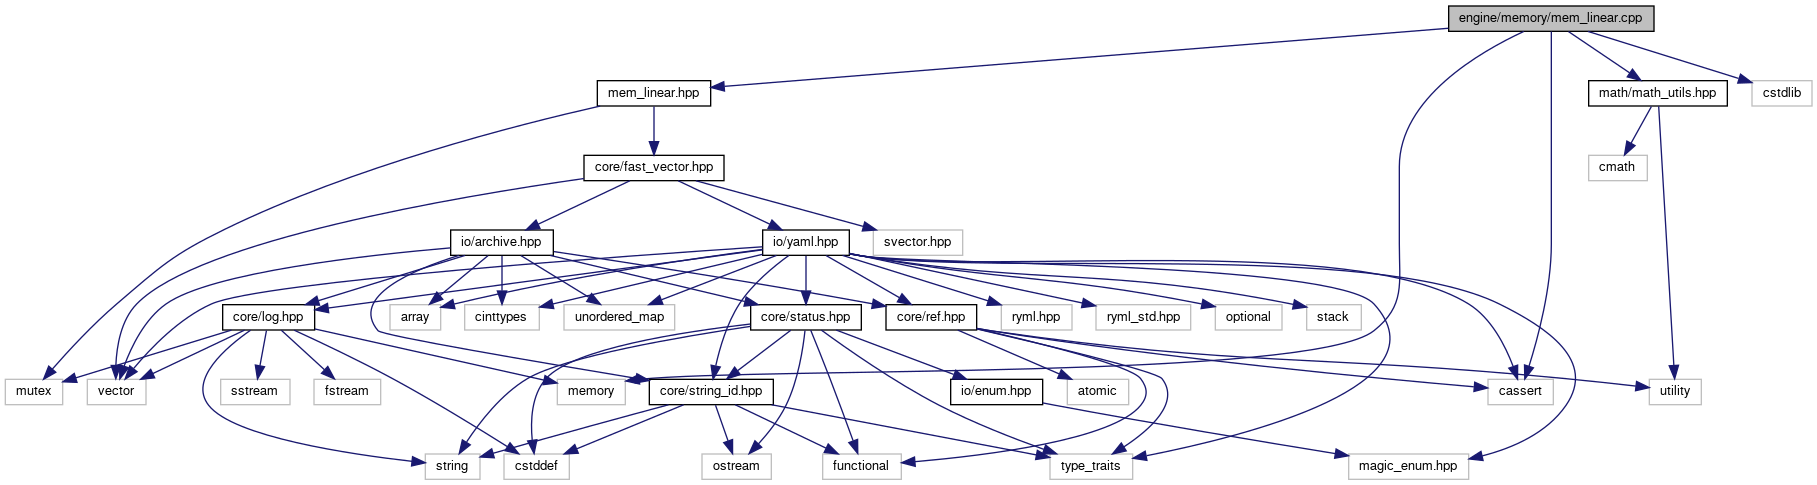 engine/memory/mem_linear.cpp
mem_linear.hpp
math/math_utils.hpp
cstdlib
core/fast_vector.hpp
cmath
io/archive.hpp
io/yaml.hpp
svector.hpp
core/log.hpp
array
cinttypes
unordered_map
core/status.hpp
core/ref.hpp
ryml.hpp
ryml_std.hpp
optional
stack
mutex
vector
sstream
fstream
memory
core/string_id.hpp
io/enum.hpp
atomic
cassert
utility
string
cstddef
ostream
functional
type_traits
magic_enum.hpp